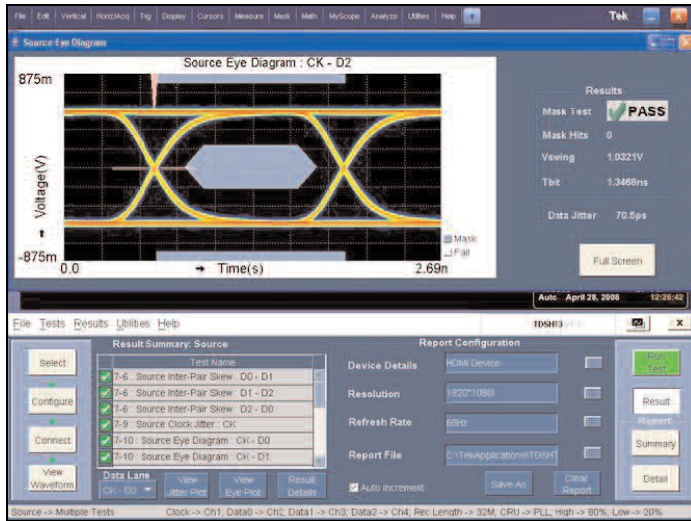 File Edit Vertical Horiz/Acq Trig Display Cursors Measure Mask Math MyScope Analyze Utilities Help Tek
Source Eye Diagram
Source Eye Diagram : CK - D2
875m
Voltage(V)
-875m
0.0
Time(s)
2.69n
Mask
Fail
Results
Mask Test PASS
Mask Hits 0
Vswing 1.0321V
Tbit 1.3468ns
Data Jitter 70.5ps
Full Screen
Auto April 28, 2008 12:26:42
File Tests Results Utilities Help TDSHT3
Select
Configure
Connect
View Waveform
Result Summary: Source
Test Name
7-6 Source Inter-Pair Skew D0 - D1
7-6 Source Inter-Pair Skew D1 - D2
7-6 Source Inter-Pair Skew D2 - D0
7-9 Source Clock Jitter : CK
7-10 : Source Eye Diagram CK - D0
7-10 : Source Eye Diagram CK - D1
Data Lane
CK - D2
View Jitter Plot
View Eye Plot
Result Details
Report Configuration
Device Details HDMI Device
Resolution 1920*1080i
Refresh Rate 60Hz
Report File C:\TekApplications\TDSHT
Auto Increment
Save As
Clear Report
Run Test
Result
Report
Summary
Detail
Source -> Multiple Tests Clock -> Ch1, Data0 -> Ch2, Data1 -> Ch3, Data2 -> Ch4, Rec Length -> 32M, CRU -> PLL, High -> 80%, Low -> 20%